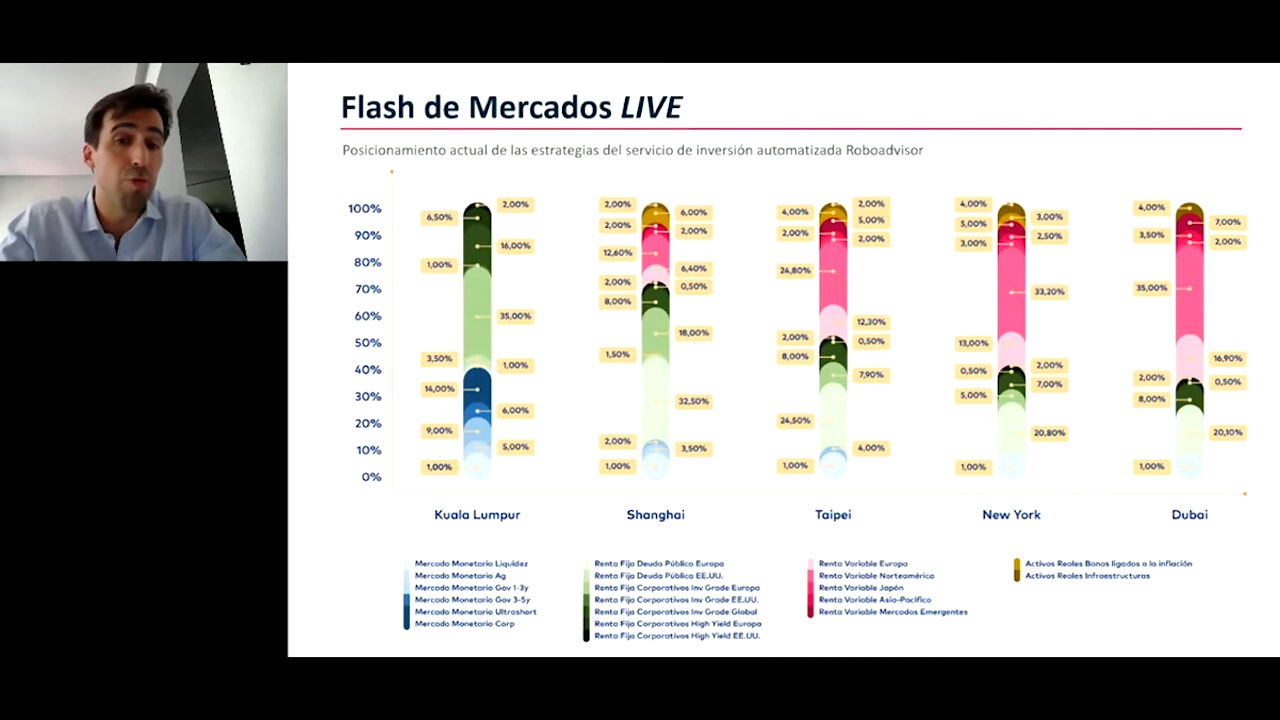 Flash de Mercados LIVE
Posicionamiento actual de las estrategias del servicio de inversión automatizada Roboadvisor
100%
90%
80%
70%
60%
50%
40%
30%
20%
10%
0%
2,00%
6,50%
16,00%
1,00%
35,00%
3,50%
1,00%
14,00%
6,00%
9,00%
5,00%
1,00%
2,00%
6,00%
2,00%
2,00%
12,60%
6,40%
2,00%
0,50%
8,00%
18,00%
1,50%
32,50%
2,00%
3,50%
1,00%
2,00%
4,00%
5,00%
2,00%
2,00%
24,80%
12,30%
2,00%
0,50%
8,00%
7,90%
24,50%
4,00%
1,00%
4,00%
3,00%
5,00%
2,50%
3,00%
33,20%
13,00%
2,00%
0,50%
7,00%
5,00%
20,80%
1,00%
4,00%
7,00%
3,50%
2,00%
35,00%
16,90%
2,00%
0,50%
8,00%
20,10%
1,00%
Kuala Lumpur
Shanghai
Taipei
New York
Dubai
Mercado Monetario Liquidez
Mercado Monetario Ag
Mercado Monetario Gov 1-3y
Mercado Monetario Gov 3-5y
Mercado Monetario Ultrashort
Mercado Monetario Corp
Renta Fija Deuda Pública Europa
Renta Fija Deuda Pública EE.UU.
Renta Fija Corporativos Inv Grade Europa
Renta Fija Corporativos Inv Grade EE.UU.
Renta Fija Corporativos Inv Grade Global
Renta Fija Corporativos High Yield Europa
Renta Fija Corporativos High Yield EE.UU.
Renta Variable Europa
Renta Variable Norteamérica
Renta Variable Japón
Renta Variable Asia-Pacífico
Renta Variable Mercados Emergentes
Activos Reales Bonos ligados a la inflación
Activos Reales Infraestructuras